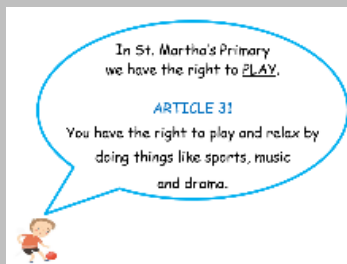 In St. Martha's Primary
we have the right to PLAY.
ARTICLE 31
You have the right to play and relax by
doing things like sports, music
and drama.